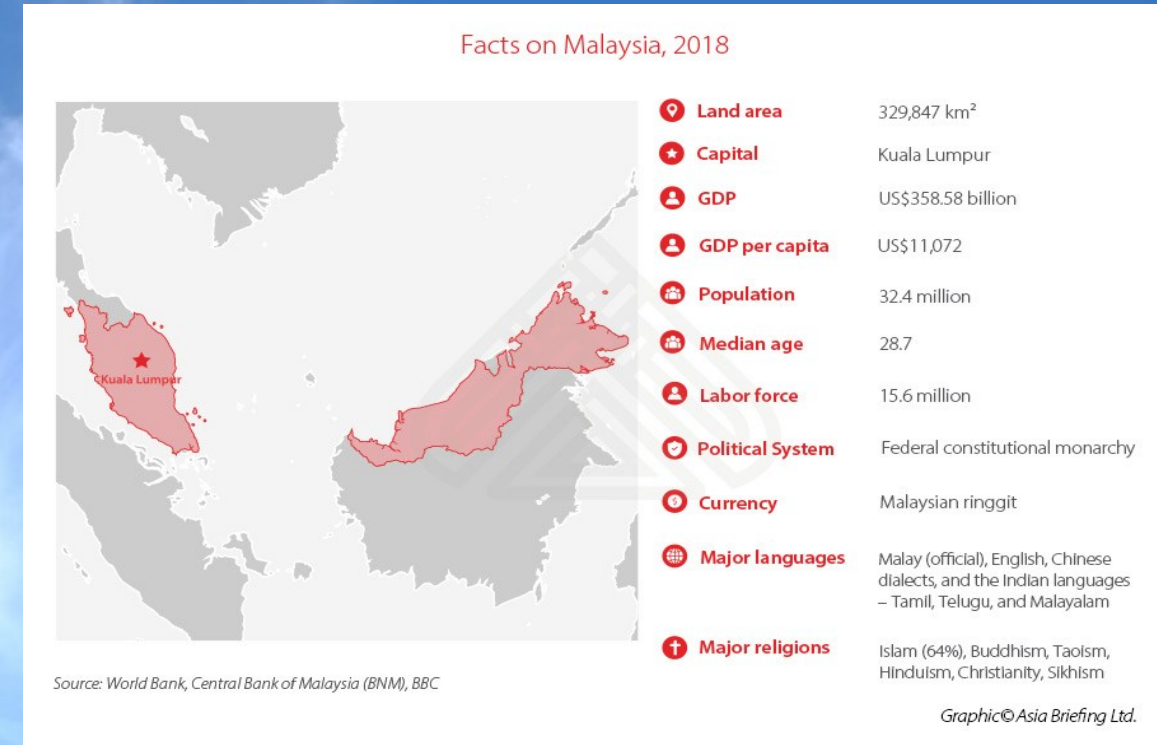 Facts on Malaysia, 2018
Kuala Lumpur
Land area 329,847 km²
Capital Kuala Lumpur
GDP US$358.58 billion
GDP per capita US$11,072
Population 32.4 million
Median age 28.7
Labor force 15.6 million
Political System Federal constitutional monarchy
Currency Malaysian ringgit
Major languages Malay (official), English, Chinese
dialects, and the Indian languages
– Tamil, Telugu, and Malayalam
Major religions Islam (64%), Buddhism, Taoism,
Hinduism, Christianity, Sikhism
Source: World Bank, Central Bank of Malaysia (BNM), BBC
Graphic© Asia Briefing Ltd.